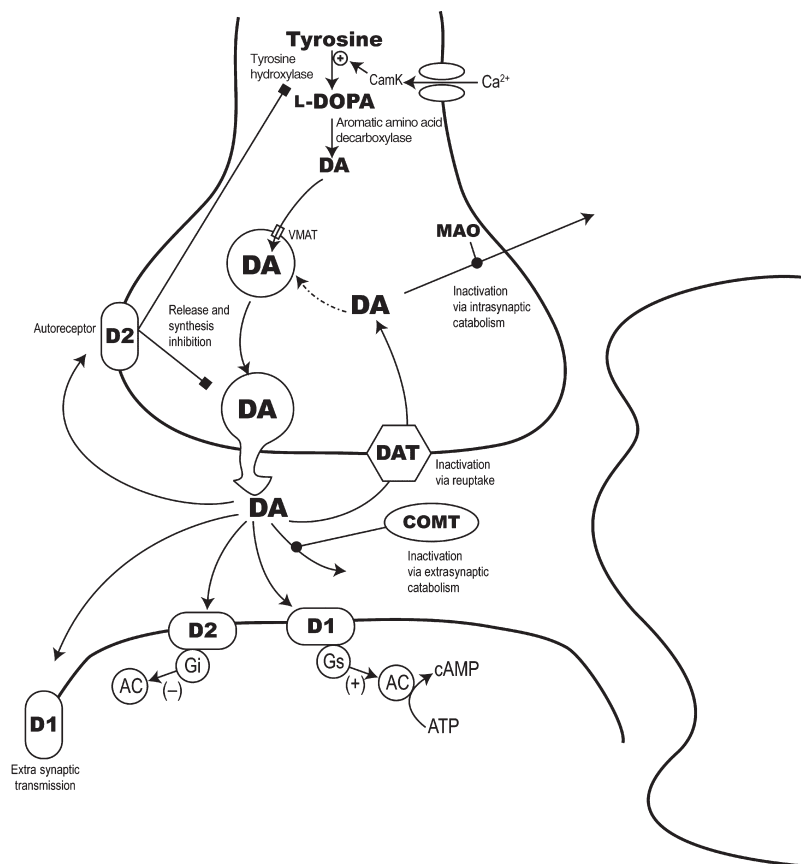 Tyrosine
Tyrosine
hydroxylase
+
CamK
Ca²⁺
L-DOPA
Aromatic amino acid
decarboxylase
DA
VMAT
MAO
DA
Inactivation
via intrasynaptic
catabolism
DA
Release and
synthesis
inhibition
Autoreceptor
D2
DA
DAT
Inactivation
via reuptake
DA
COMT
Inactivation
via extrasynaptic
catabolism
D2
D1
Gi
Gs
AC
(–)
(+)
AC
cAMP
ATP
D1
Extra synaptic
transmission